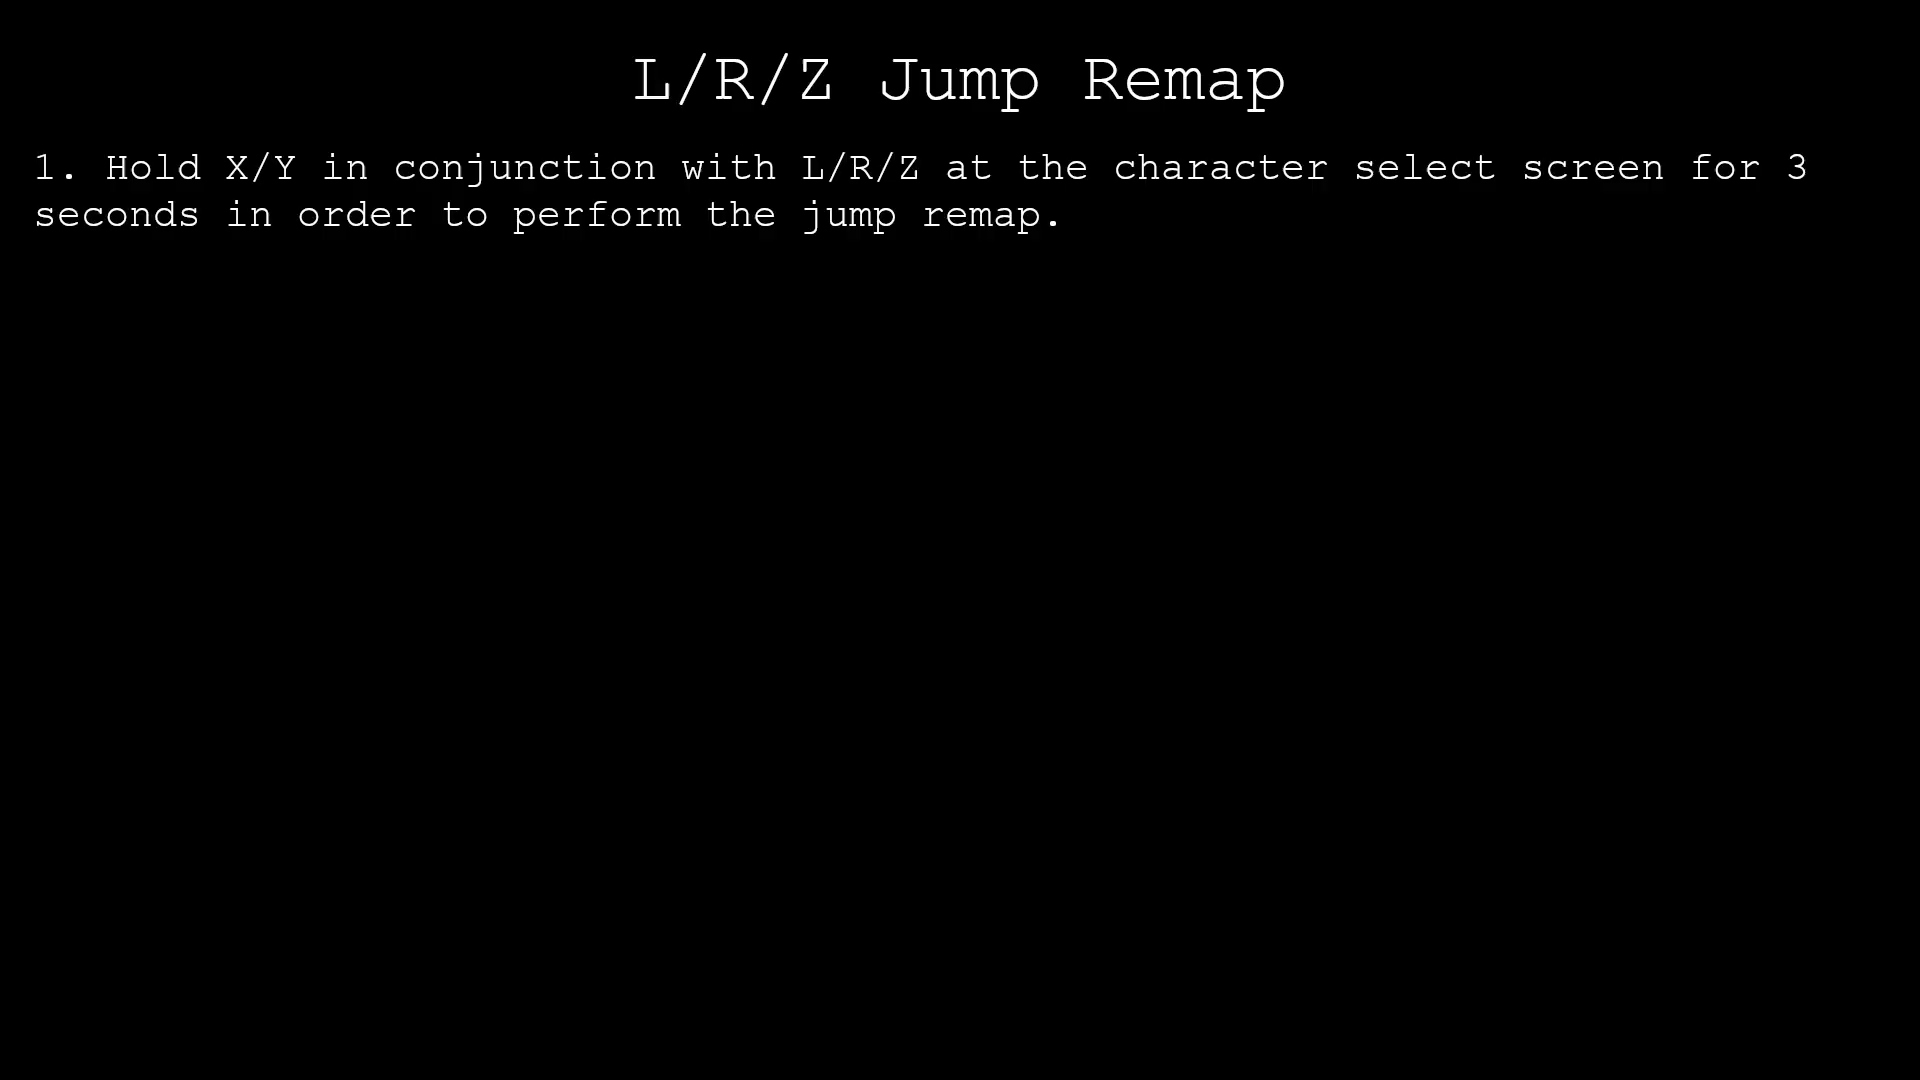 L/R/Z Jump Remap
1. Hold X/Y in conjunction with L/R/Z at the character select screen for 3
seconds in order to perform the jump remap.